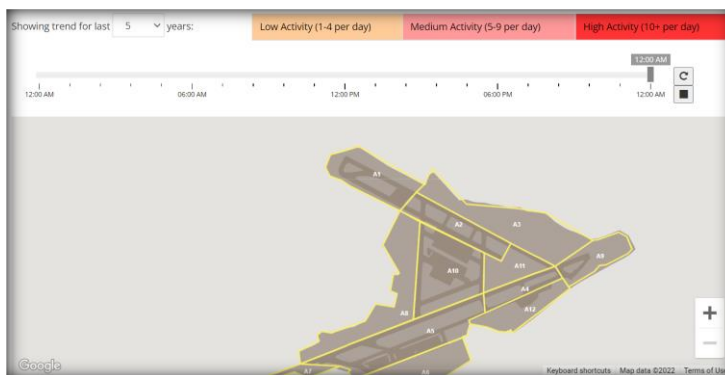 Showing trend for last 5 years:
Low Activity (1-4 per day)
Medium Activity (5-9 per day)
High Activity (10+ per day)
12:00 AM
12:00 AM 06:00 AM 12:00 PM 06:00 PM 12:00 AM
A1
A2
A3
A9
A10
A11
A4
A12
A8
A5
A7
A6
+
−
Google
Keyboard shortcuts Map data ©2022 Terms of Us